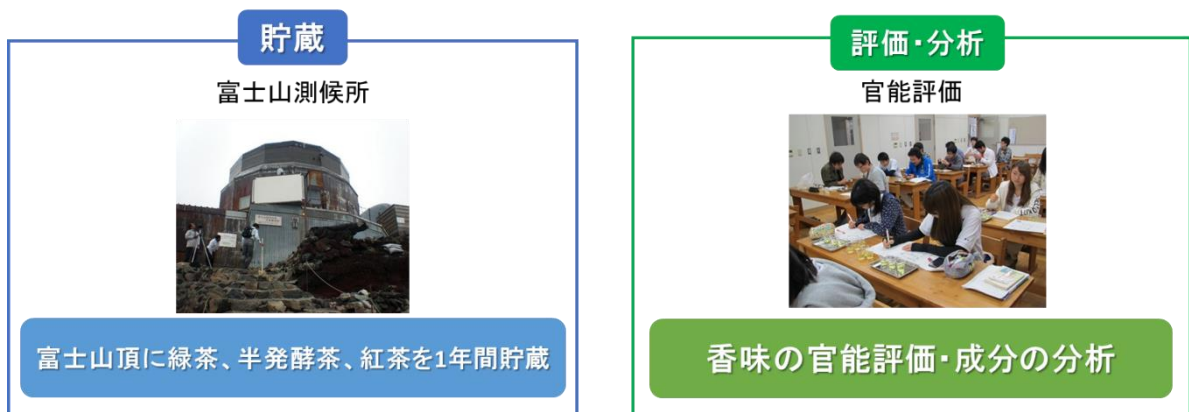 貯蔵
富士山測候所
富士山頂に緑茶、半発酵茶、紅茶を1年間貯蔵
評価・分析
官能評価
香味の官能評価・成分の分析